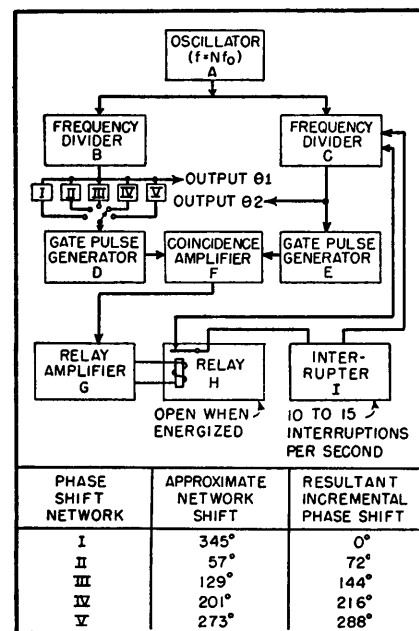 OSCILLATOR
(f=Nf₀)
A
FREQUENCY
DIVIDER
B
FREQUENCY
DIVIDER
C
I II III IV V
OUTPUT θ1
OUTPUT θ2
GATE PULSE
GENERATOR
D
COINCIDENCE
AMPLIFIER
F
GATE PULSE
GENERATOR
E
RELAY
AMPLIFIER
G
RELAY
H
INTER-
RUPTER
I
OPEN WHEN
ENERGIZED
10 TO 15
INTERRUPTIONS
PER SECOND
PHASE
SHIFT
NETWORK
APPROXIMATE
NETWORK
SHIFT
RESULTANT
INCREMENTAL
PHASE SHIFT
I 345° 0°
II 57° 72°
III 129° 144°
IV 201° 216°
V 273° 288°